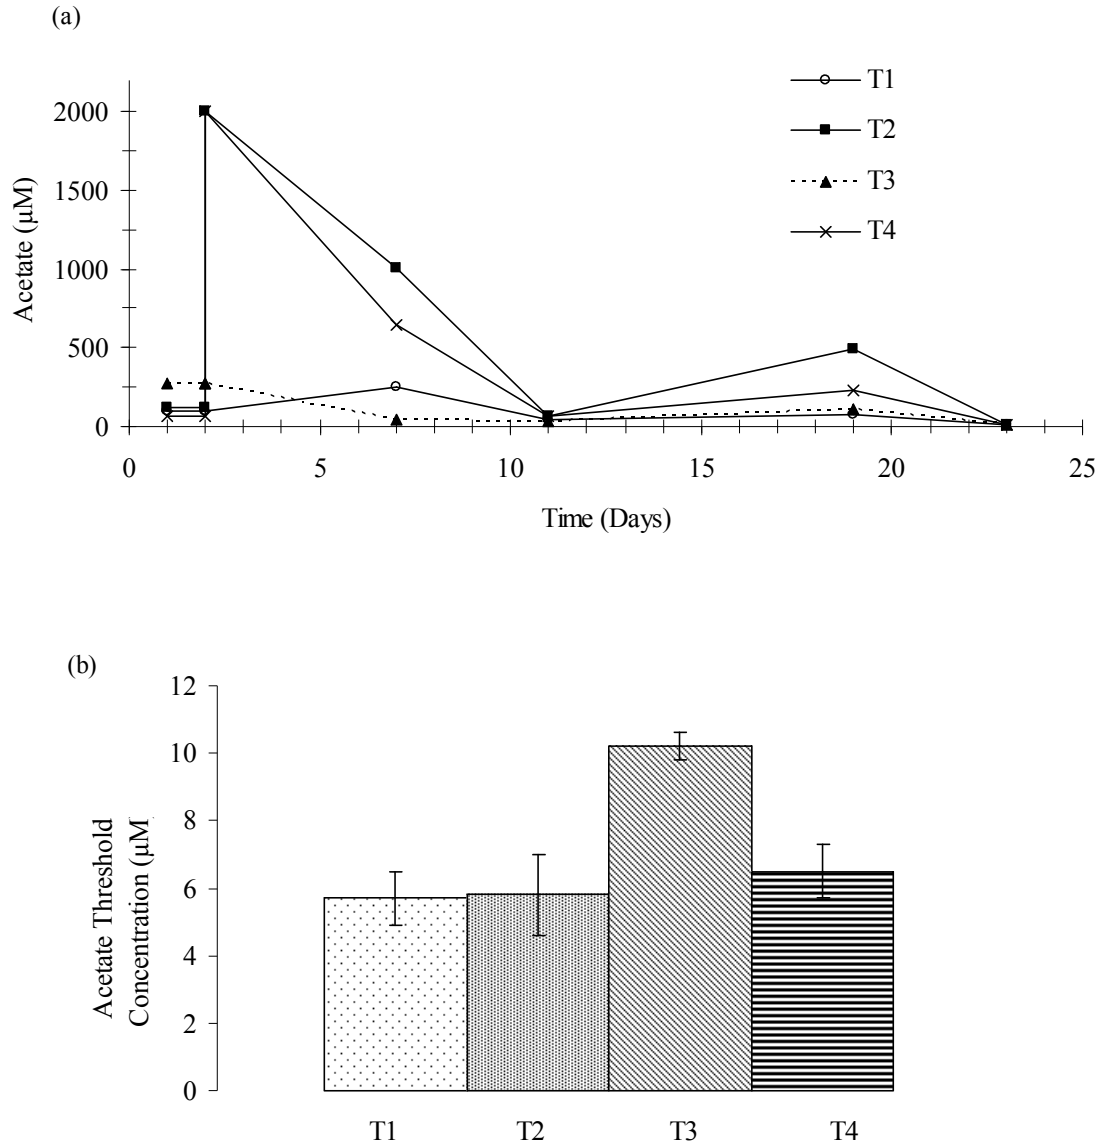 (a)
T1
T2
T3
T4
2000
1500
1000
500
0
Acetate (µM)
0 5 10 15 20 25
Time (Days)
(b)
12
10
8
6
4
2
0
Acetate Threshold
Concentration (µM
T1 T2 T3 T4